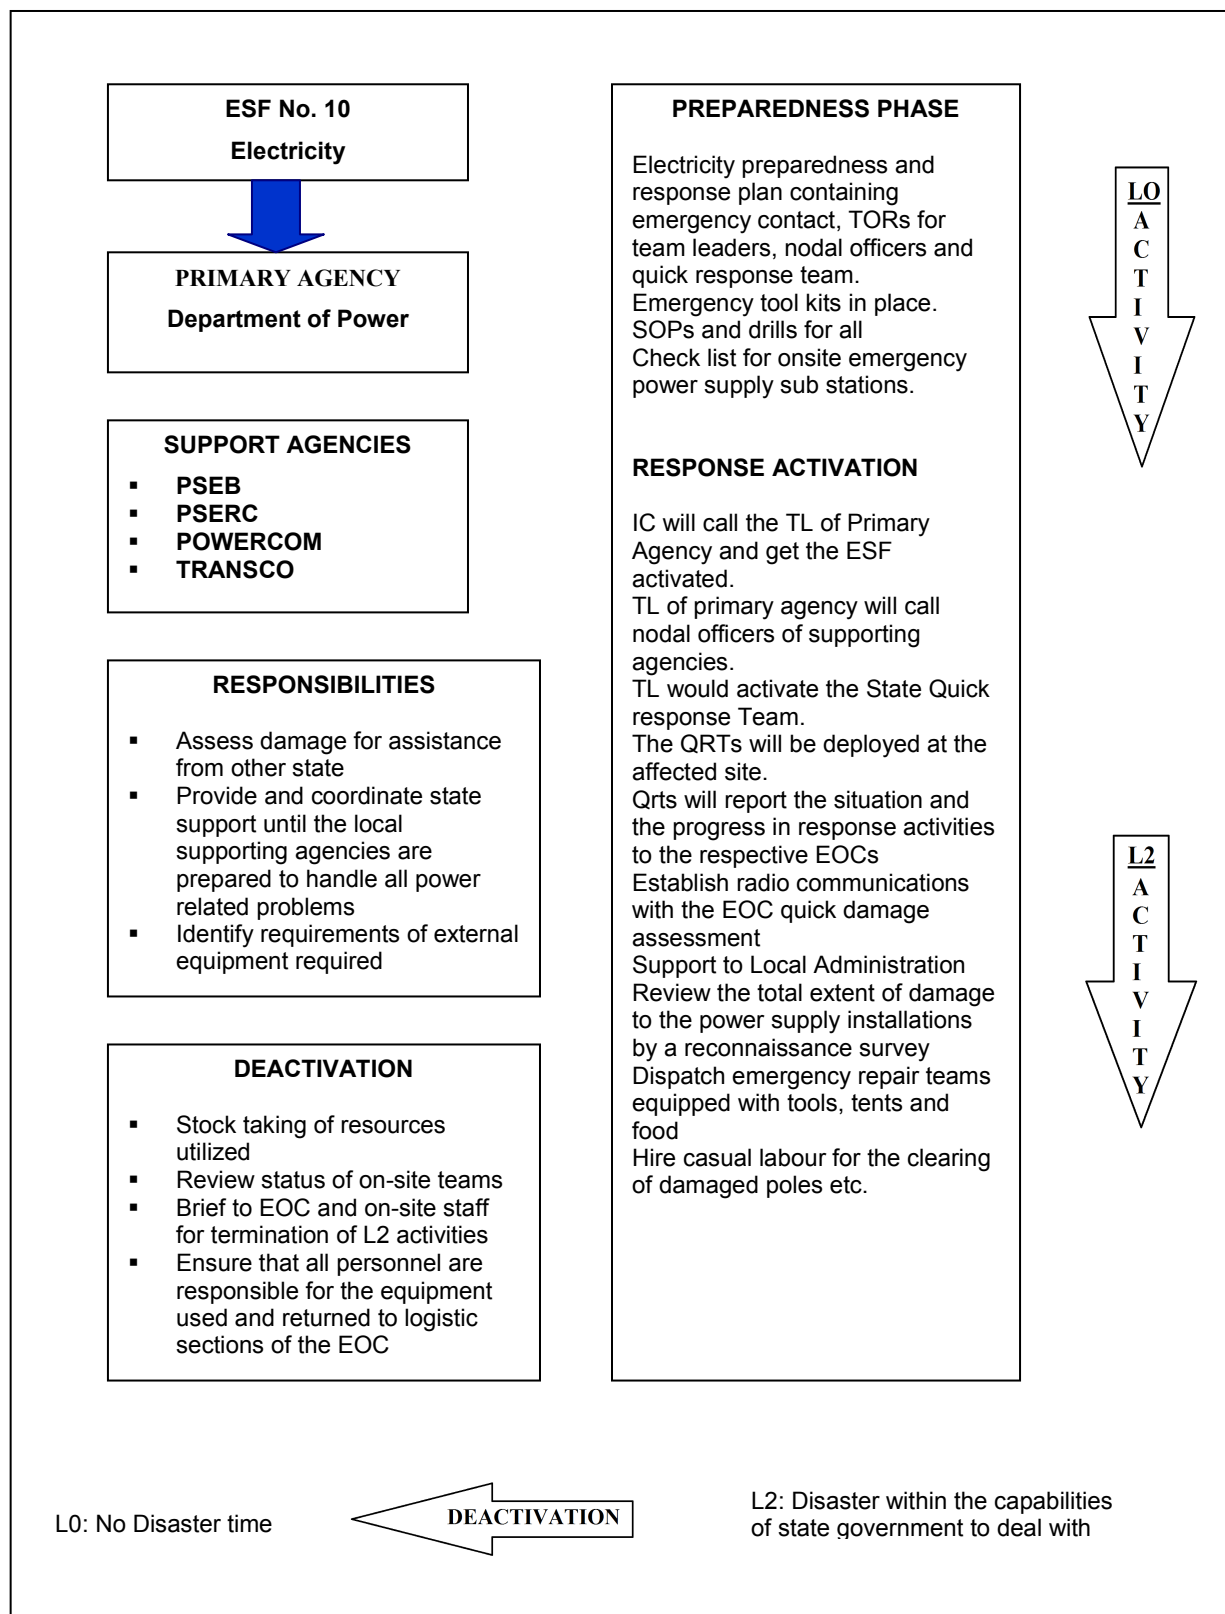 ESF No. 10
Electricity
PRIMARY AGENCY
Department of Power
SUPPORT AGENCIES
▪ PSEB
▪ PSERC
▪ POWERCOM
▪ TRANSCO
RESPONSIBILITIES
▪ Assess damage for assistance
from other state
▪ Provide and coordinate state
support until the local
supporting agencies are
prepared to handle all power
related problems
▪ Identify requirements of external
equipment required
DEACTIVATION
▪ Stock taking of resources
utilized
▪ Review status of on-site teams
▪ Brief to EOC and on-site staff
for termination of L2 activities
▪ Ensure that all personnel are
responsible for the equipment
used and returned to logistic
sections of the EOC
PREPAREDNESS PHASE
Electricity preparedness and
response plan containing
emergency contact, TORs for
team leaders, nodal officers and
quick response team.
Emergency tool kits in place.
SOPs and drills for all
Check list for onsite emergency
power supply sub stations.
RESPONSE ACTIVATION
IC will call the TL of Primary
Agency and get the ESF
activated.
TL of primary agency will call
nodal officers of supporting
agencies.
TL would activate the State Quick
response Team.
The QRTs will be deployed at the
affected site.
Qrts will report the situation and
the progress in response activities
to the respective EOCs
Establish radio communications
with the EOC quick damage
assessment
Support to Local Administration
Review the total extent of damage
to the power supply installations
by a reconnaissance survey
Dispatch emergency repair teams
equipped with tools, tents and
food
Hire casual labour for the clearing
of damaged poles etc.
LO
A
C
T
I
V
I
T
Y
L2
A
C
T
I
V
I
T
Y
L0: No Disaster time
DEACTIVATION
L2: Disaster within the capabilities
of state government to deal with